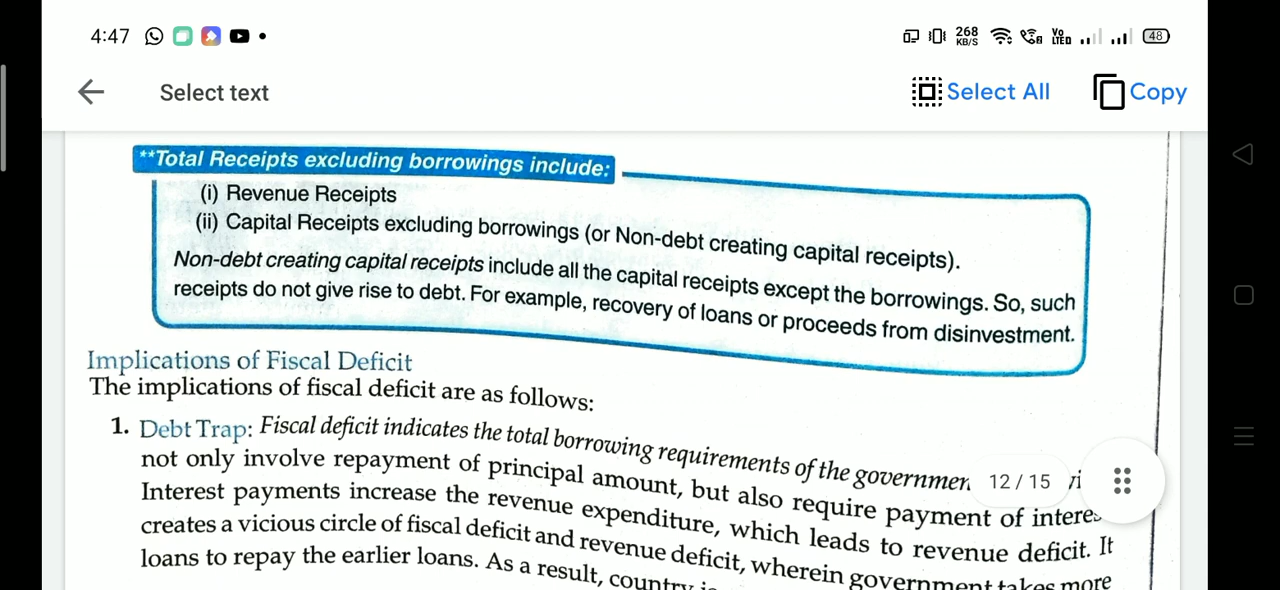 4:47
268
KB/S
Vo
LTED
48
Select text
Select All
Copy
**Total Receipts excluding borrowings include:
(i) Revenue Receipts
(ii) Capital Receipts excluding borrowings (or Non-debt creating capital receipts).
Non-debt creating capital receipts include all the capital receipts except the borrowings. So, such
receipts do not give rise to debt. For example, recovery of loans or proceeds from disinvestment.
Implications of Fiscal Deficit
The implications of fiscal deficit are as follows:
1. Debt Trap: Fiscal deficit indicates the total borrowing requirements of the
12 / 15
not only involve repayment of principal amount, but also require payment of
Interest payments increase the revenue expenditure, which leads to revenue deficit. It
creates a vicious circle of fiscal deficit and revenue deficit, wherein government takes more
loans to repay the earlier loans. As a result, country